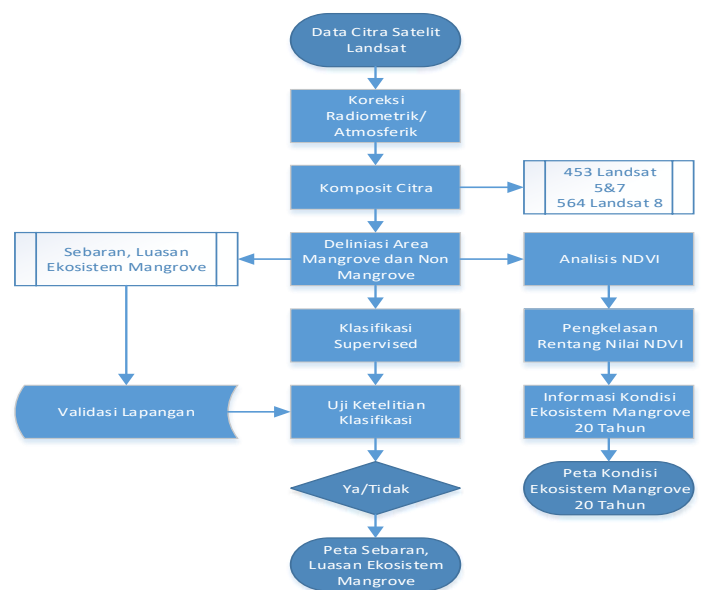 Data Citra Satelit
Landsat
Koreksi
Radiometrik/
Atmosferik
Komposit Citra
453 Landsat
5&7
564 Landsat 8
Sebaran, Luasan
Ekosistem Mangrove
Deliniasi Area
Mangrove dan Non
Mangrove
Analisis NDVI
Klasifikasi
Supervised
Pengkelasan
Rentang Nilai NDVI
Validasi Lapangan
Uji Ketelitian
Klasifikasi
Informasi Kondisi
Ekosistem Mangrove
20 Tahun
Ya/Tidak
Peta Kondisi
Ekosistem Mangrove
20 Tahun
Peta Sebaran,
Luasan Ekosistem
Mangrove